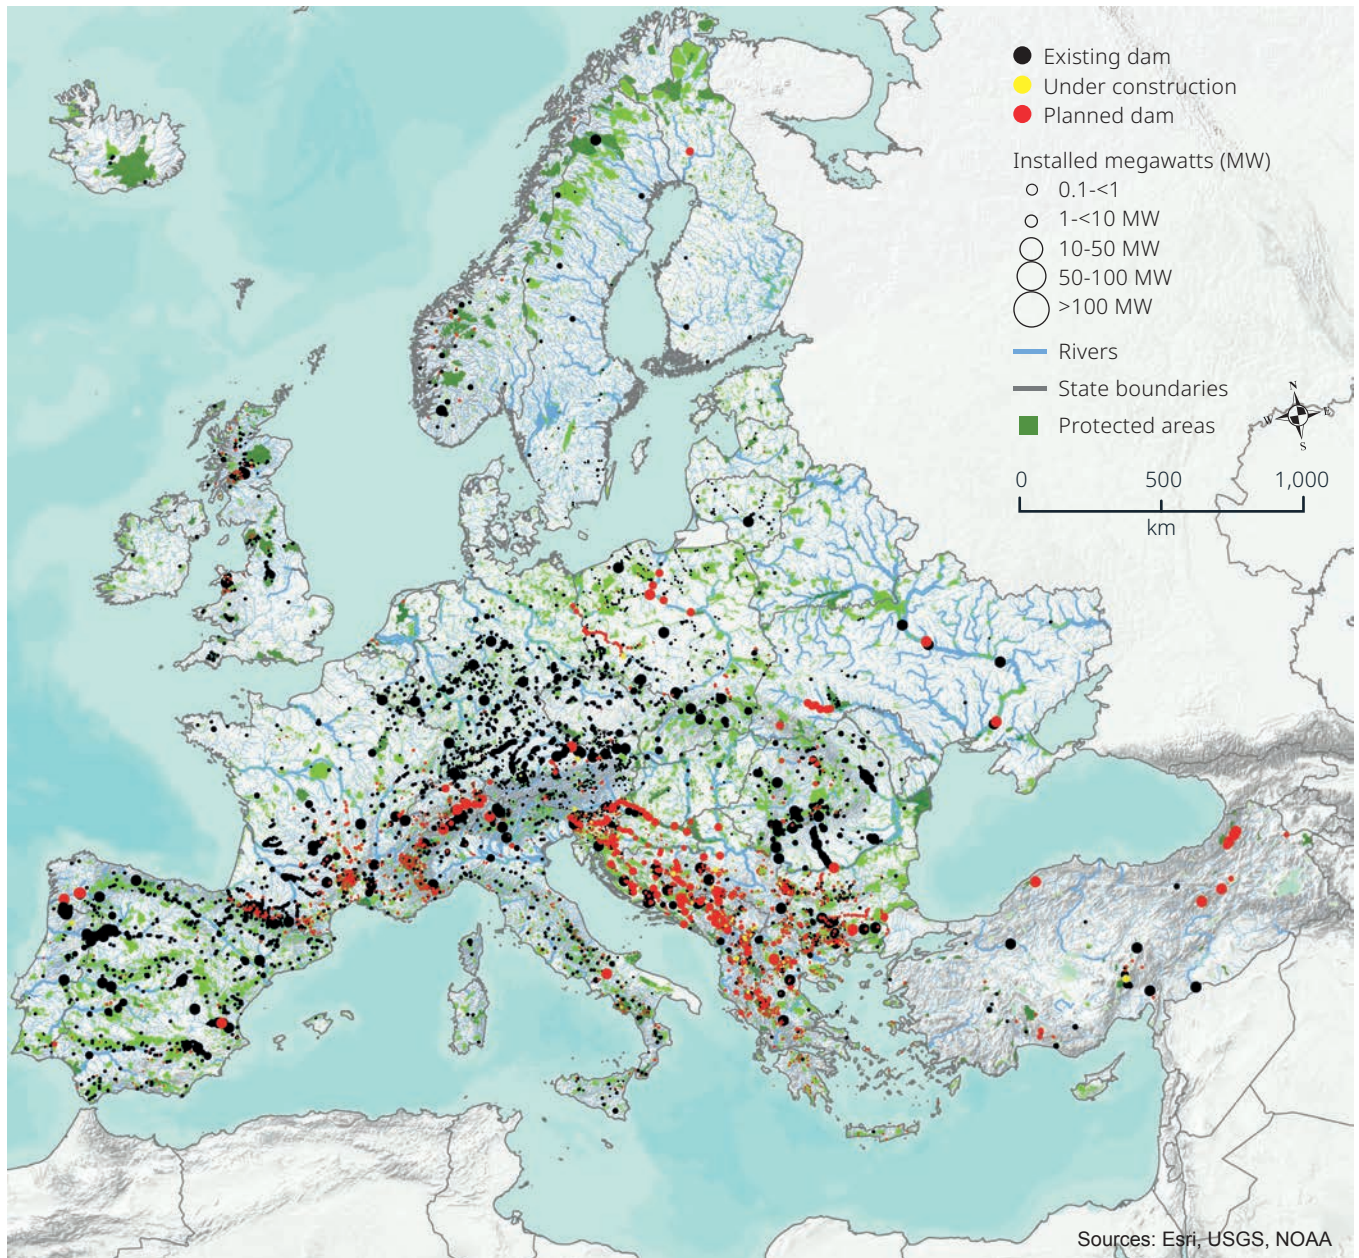 Existing dam
Under construction
Planned dam
Installed megawatts (MW)
0.1-<1
1-<10 MW
10-50 MW
50-100 MW
>100 MW
Rivers
State boundaries
Protected areas
N
W E
S
0 500 1,000
km
Sources: Esri, USGS, NOAA